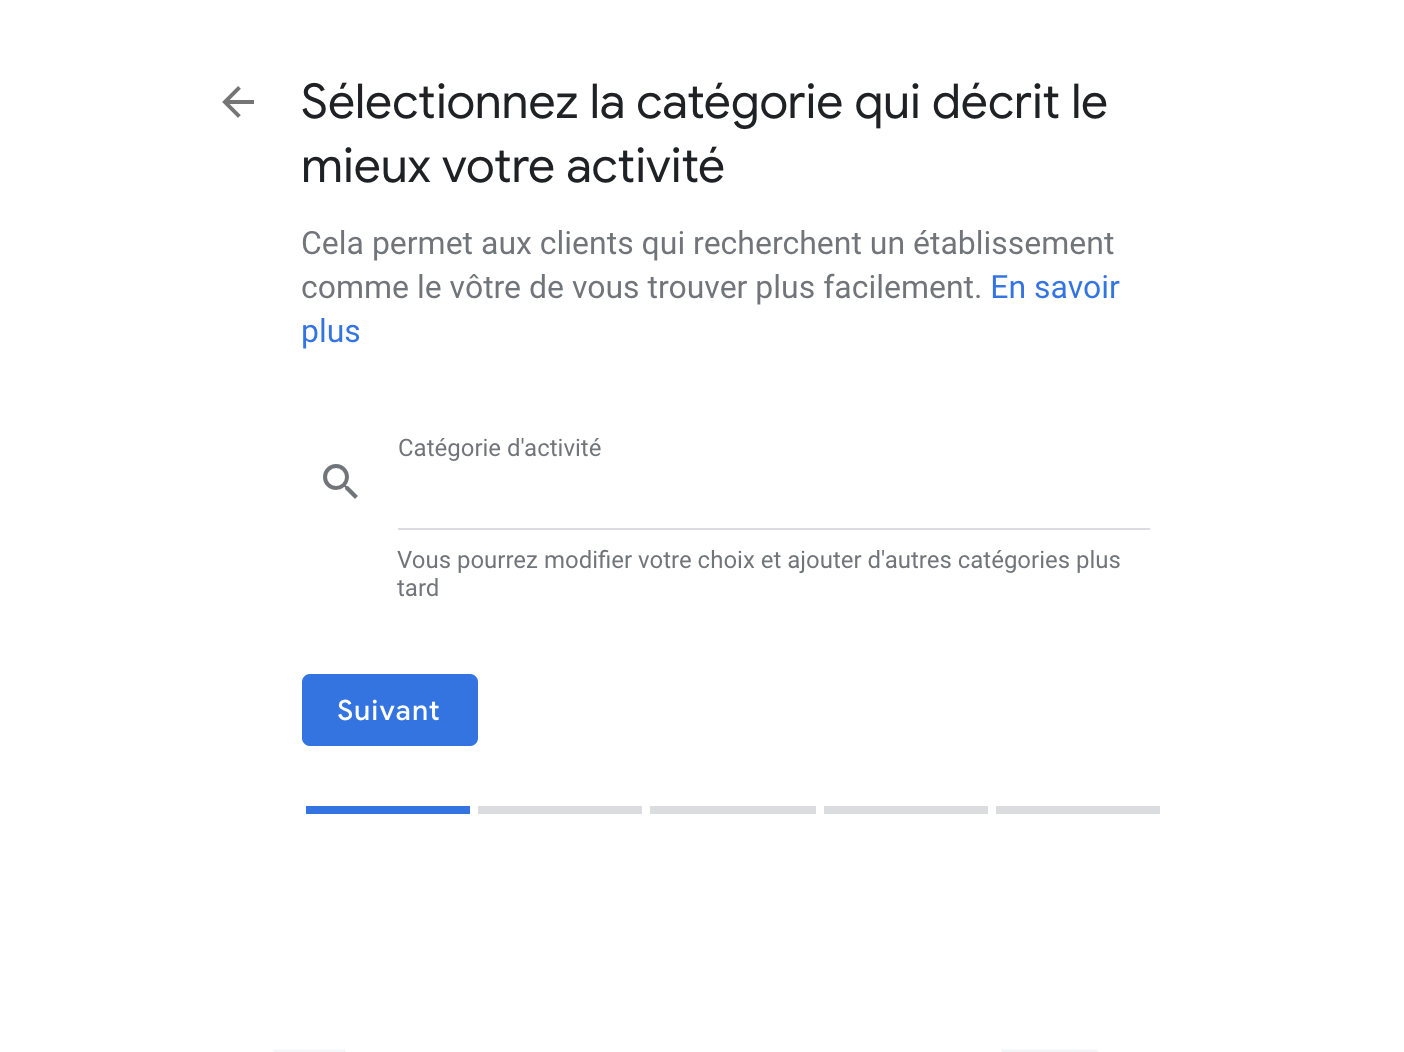 Sélectionnez la catégorie qui décrit le
mieux votre activité
Cela permet aux clients qui recherchent un établissement
comme le vôtre de vous trouver plus facilement. En savoir
plus
Catégorie d'activité
Vous pourrez modifier votre choix et ajouter d'autres catégories plus
tard
Suivant